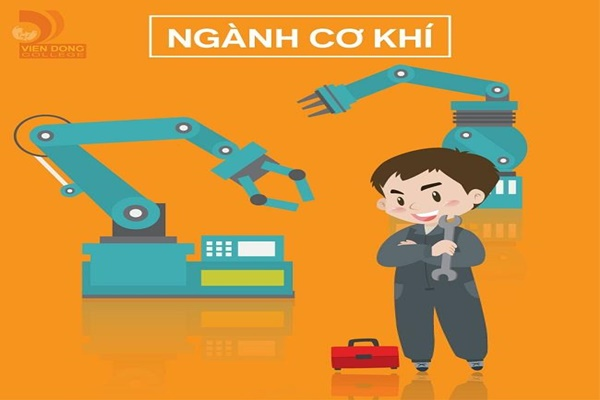 NGÀNH CƠ KHÍ
VIEN DONG
COLLEGE